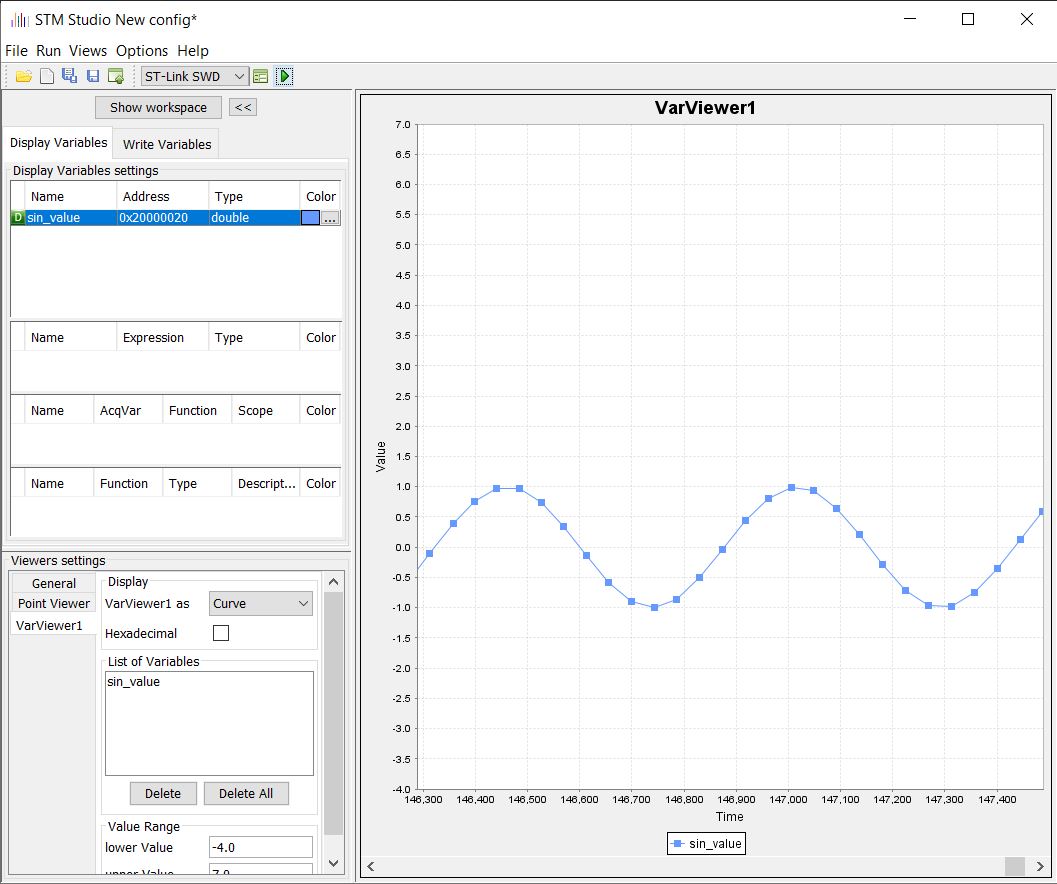 STM Studio New config*
File Run Views Options Help
ST-Link SWD
Show workspace <<
Display Variables Write Variables
Display Variables settings
Name Address Type Color
D sin_value 0x20000020 double ...
Name Expression Type Color
Name AcqVar Function Scope Color
Name Function Type Descript... Color
Viewers settings
General
Point Viewer
VarViewer1
Display
VarViewer1 as Curve
Hexadecimal
List of Variables
sin_value
Delete Delete All
Value Range
lower Value -4.0
upper Value 7.0
VarViewer1
7.0
6.5
6.0
5.5
5.0
4.5
4.0
3.5
3.0
2.5
2.0
1.5
1.0
0.5
0.0
-0.5
-1.0
-1.5
-2.0
-2.5
-3.0
-3.5
-4.0
Value
146,300 146,400 146,500 146,600 146,700 146,800 146,900 147,000 147,100 147,200 147,300 147,400
Time
sin_value